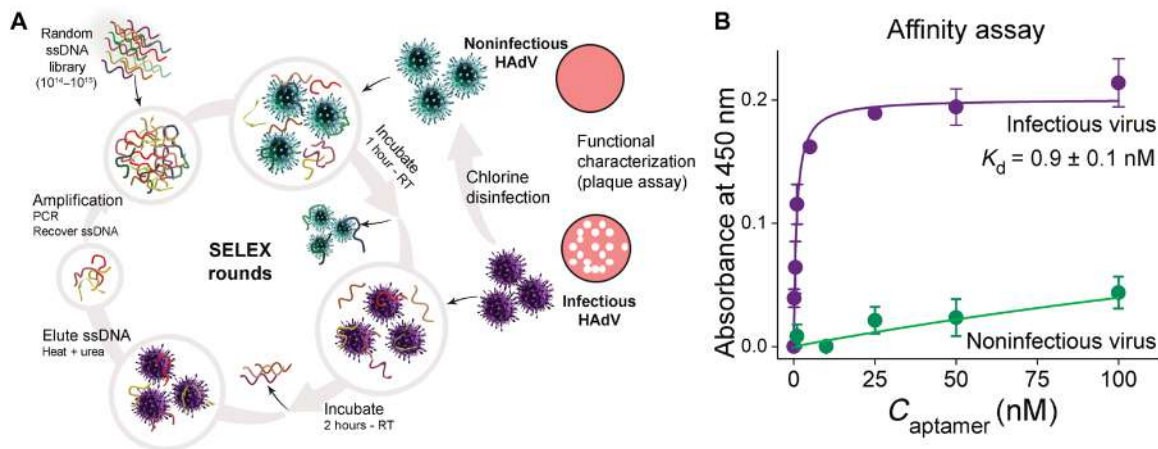 A
Random
ssDNA
library
(10¹⁴–10¹⁵)
Noninfectious
HAdV
Incubate
1 hour - RT
Functional
characterization
(plaque assay)
Chlorine
disinfection
Amplification
PCR
Recover ssDNA
SELEX
rounds
Infectious
HAdV
Elute ssDNA
Heat + urea
Incubate
2 hours - RT
B
Affinity assay
Absorbance at 450 nm
0.2
0.1
0.0
Infectious virus
Kd = 0.9 ± 0.1 nM
Noninfectious virus
0
25
50
75
100
Captamer (nM)